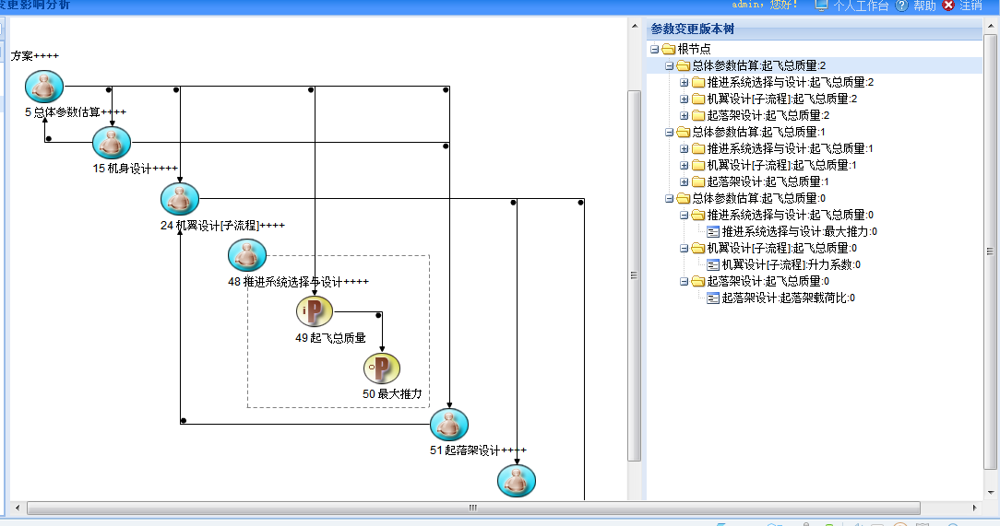 变更影响分析
admin，您好！ 个人工作台 帮助 注销
方案++++
5 总体参数估算++++
15 机身设计++++
24 机翼设计[子流程]++++
48 推进系统选择与设计++++
iP
49 起飞总质量
oP
50 最大推力
51 起落架设计++++
参数变更版本树
根节点
总体参数估算:起飞总质量:2
推进系统选择与设计:起飞总质量:2
机翼设计[子流程]:起飞总质量:2
起落架设计:起飞总质量:2
总体参数估算:起飞总质量:1
推进系统选择与设计:起飞总质量:1
机翼设计[子流程]:起飞总质量:1
起落架设计:起飞总质量:1
总体参数估算:起飞总质量:0
推进系统选择与设计:起飞总质量:0
推进系统选择与设计:最大推力:0
机翼设计[子流程]:起飞总质量:0
机翼设计[子流程]:升力系数:0
起落架设计:起飞总质量:0
起落架设计:起落架载荷比:0